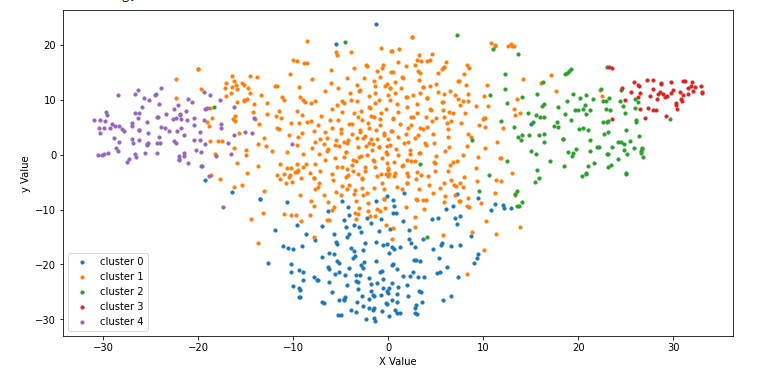 20
10
0
−10
−20
−30
y Value
cluster 0
cluster 1
cluster 2
cluster 3
cluster 4
−30 −20 −10 0 10 20 30
X Value